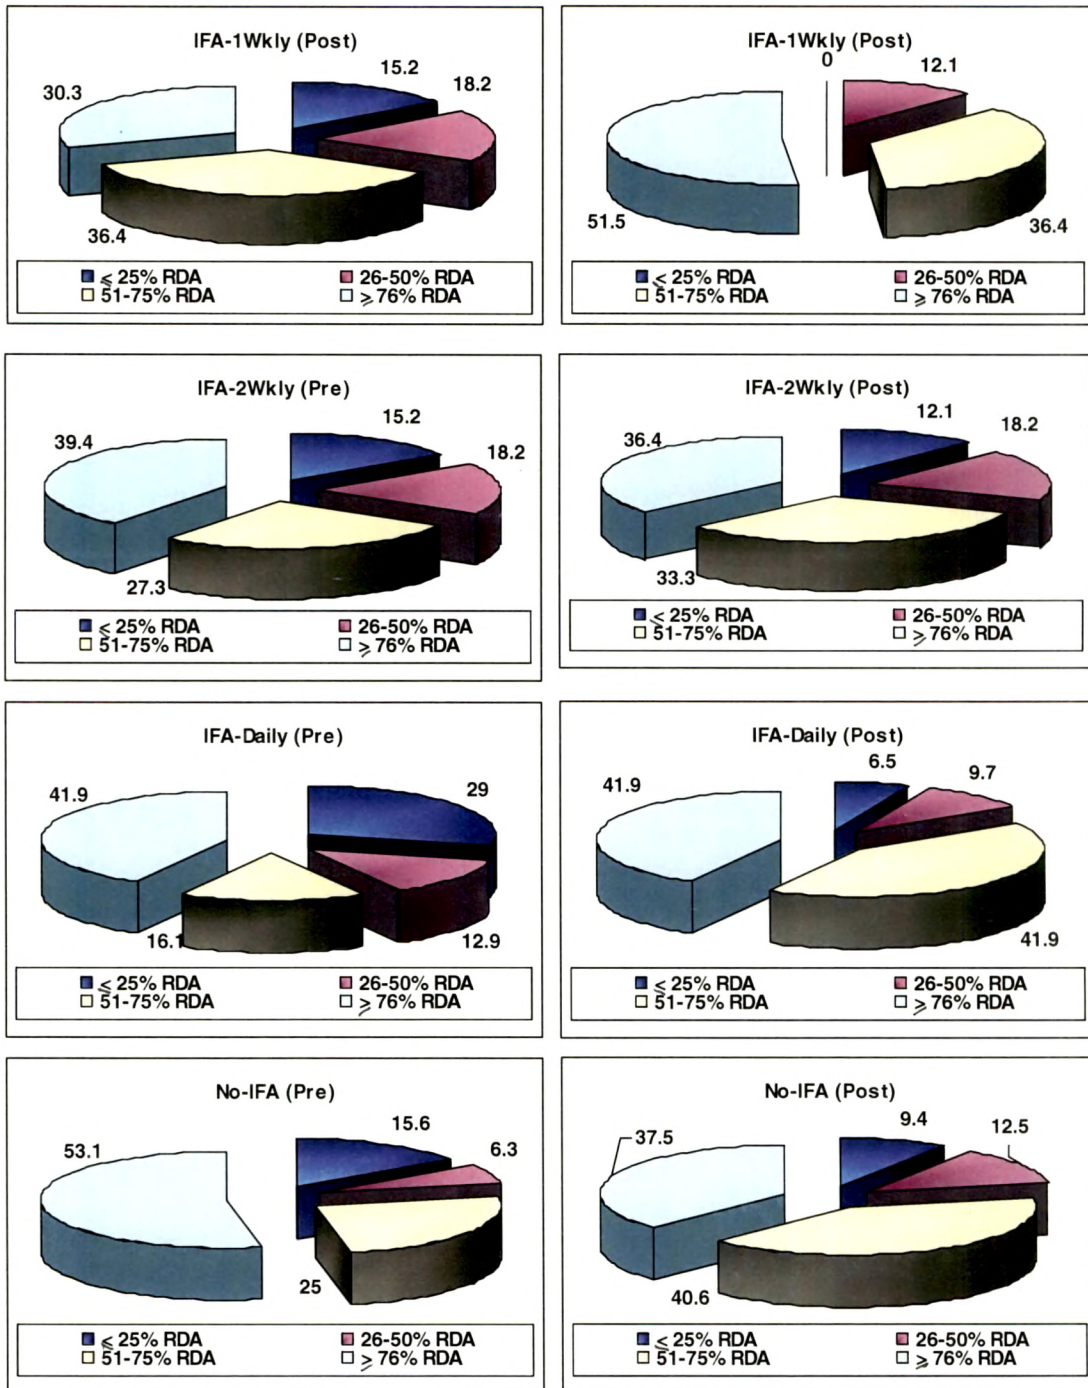 IFA-1Wkly (Post)
15.2
18.2
30.3
36.4
≤ 25% RDA 26-50% RDA
51-75% RDA ≥ 76% RDA
IFA-1Wkly (Post)
0
12.1
51.5
36.4
≤ 25% RDA 26-50% RDA
51-75% RDA ≥ 76% RDA
IFA-2Wkly (Pre)
15.2
39.4
18.2
27.3
≤ 25% RDA 26-50% RDA
51-75% RDA ≥ 76% RDA
IFA-2Wkly (Post)
12.1
36.4
18.2
33.3
≤ 25% RDA 26-50% RDA
51-75% RDA ≥ 76% RDA
IFA-Daily (Pre)
41.9
29
16.1
12.9
≤ 25% RDA 26-50% RDA
51-75% RDA ≥ 76% RDA
IFA-Daily (Post)
6.5
9.7
41.9
41.9
≤ 25% RDA 26-50% RDA
51-75% RDA ≥ 76% RDA
No-IFA (Pre)
15.6
53.1
6.3
25
≤ 25% RDA 26-50% RDA
51-75% RDA ≥ 76% RDA
No-IFA (Post)
9.4
12.5
37.5
40.6
≤ 25% RDA 26-50% RDA
51-75% RDA ≥ 76% RDA